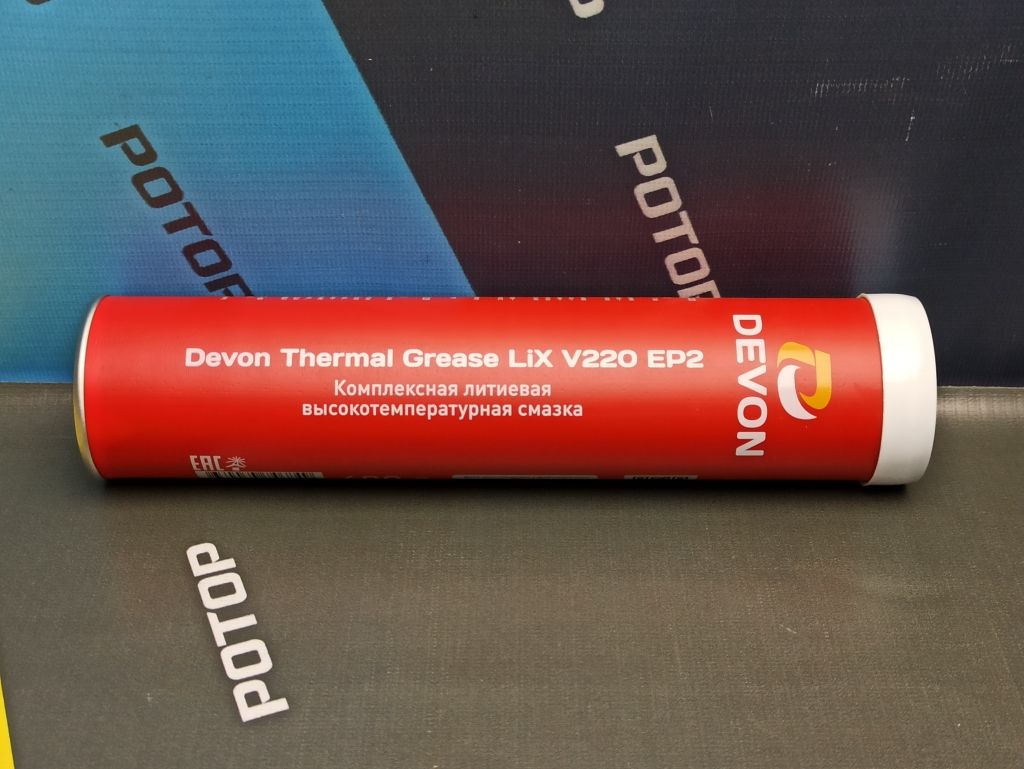 РОТОР
РОТОР
Devon Thermal Grease LiX V220 EP2
Комплексная литиевая
высокотемпературная смазка
DEVON
EAC
РОТОР